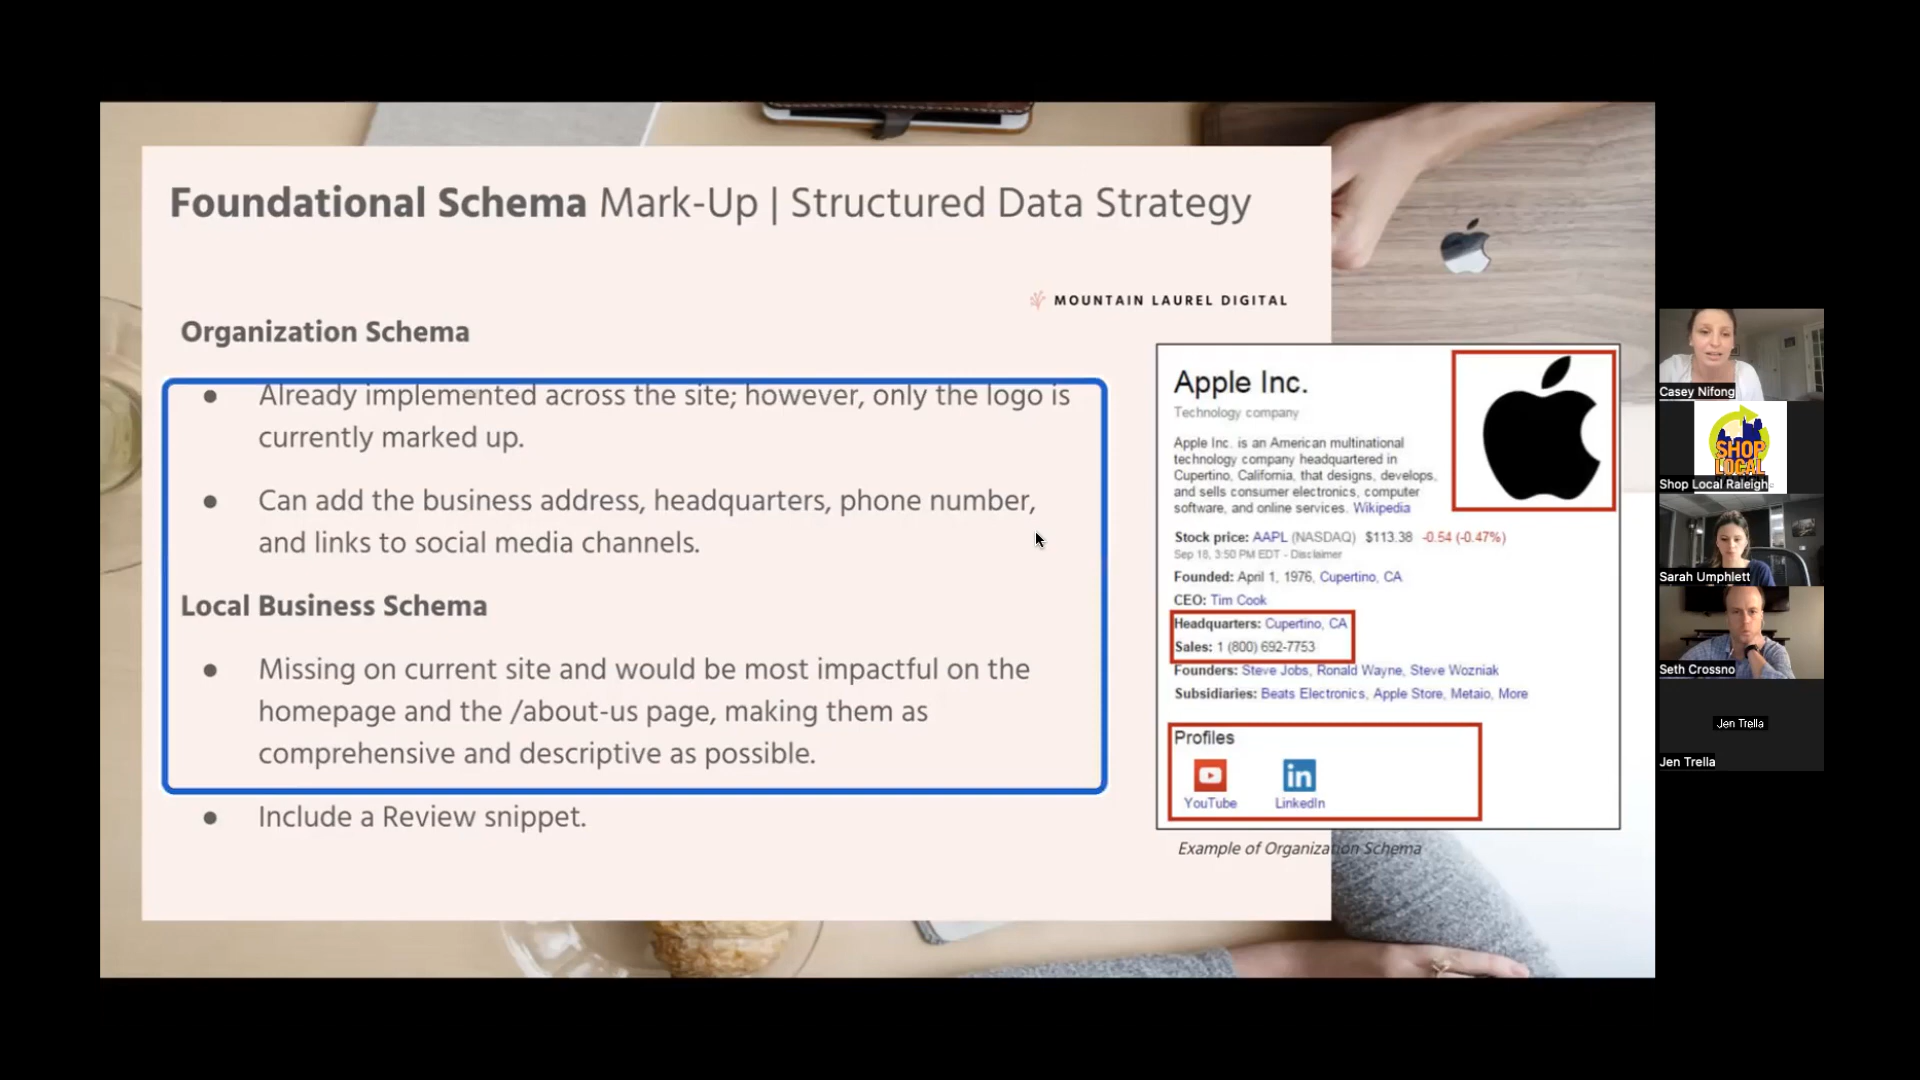 Foundational Schema Mark-Up | Structured Data Strategy
MOUNTAIN LAUREL DIGITAL
Organization Schema
● Already implemented across the site; however, only the logo is
currently marked up.
● Can add the business address, headquarters, phone number,
and links to social media channels.
Local Business Schema
● Missing on current site and would be most impactful on the
homepage and the /about-us page, making them as
comprehensive and descriptive as possible.
● Include a Review snippet.
Apple Inc.
Technology company
Apple Inc. is an American multinational
technology company headquartered in
Cupertino, California, that designs, develops,
and sells consumer electronics, computer
software, and online services. Wikipedia
Stock price: AAPL (NASDAQ) $113.38 -0.54 (-0.47%)
Sep 18, 3:50 PM EDT - Disclaimer
Founded: April 1, 1976, Cupertino, CA
CEO: Tim Cook
Headquarters: Cupertino, CA
Sales: 1 (800) 692-7753
Founders: Steve Jobs, Ronald Wayne, Steve Wozniak
Subsidiaries: Beats Electronics, Apple Store, Metaio, More
Profiles
YouTube LinkedIn
Example of Organization Schema
Casey Nifong
SHOP
LOCAL
Shop Local Raleigh
Sarah Umphlett
Seth Crossno
Jen Trella
Jen Trella